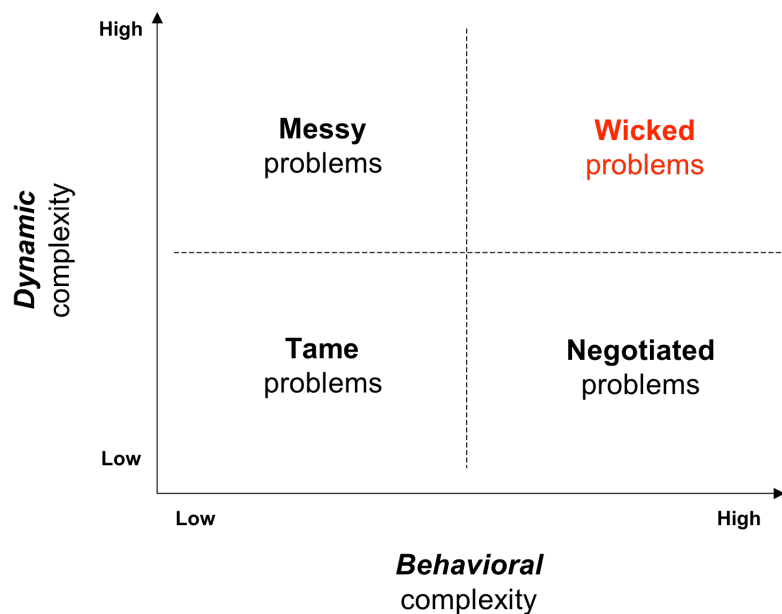 High
Messy
problems
Wicked
problems
Dynamic
complexity
Tame
problems
Negotiated
problems
Low
Low
High
Behavioral
complexity